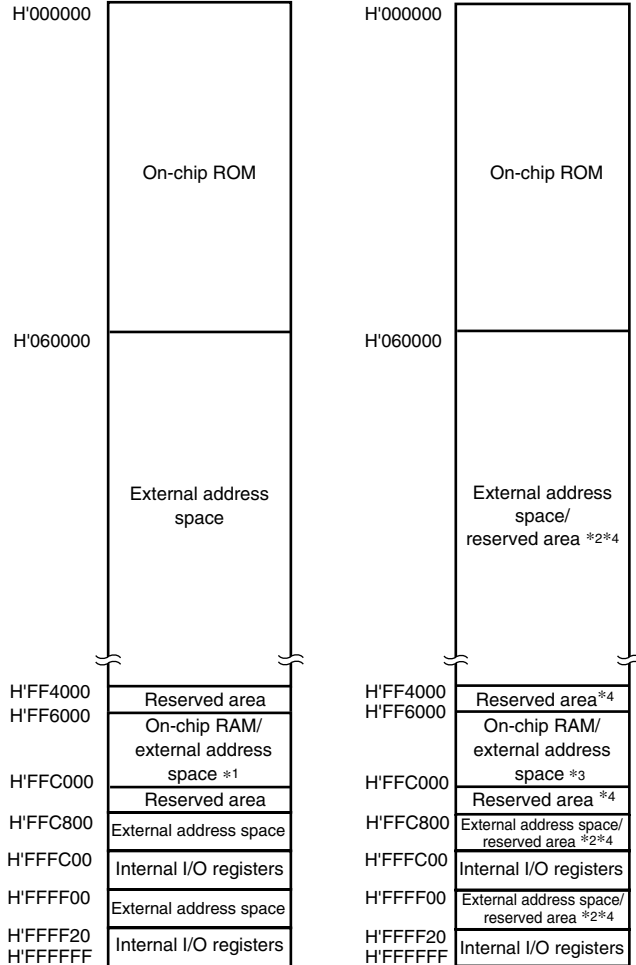 H'000000
On-chip ROM
H'060000
External address
space
H'FF4000
Reserved area
H'FF6000
On-chip RAM/
external address
space *1
H'FFC000
Reserved area
H'FFC800
External address space
H'FFFC00
Internal I/O registers
H'FFFF00
External address space
H'FFFF20
Internal I/O registers
H'FFFFFF
H'000000
On-chip ROM
H'060000
External address
space/
reserved area *2*4
H'FF4000
Reserved area*4
H'FF6000
On-chip RAM/
external address
space *3
H'FFC000
Reserved area *4
H'FFC800
External address space/
reserved area *2*4
H'FFFC00
Internal I/O registers
H'FFFF00
External address space/
reserved area *2*4
H'FFFF20
Internal I/O registers
H'FFFFFF